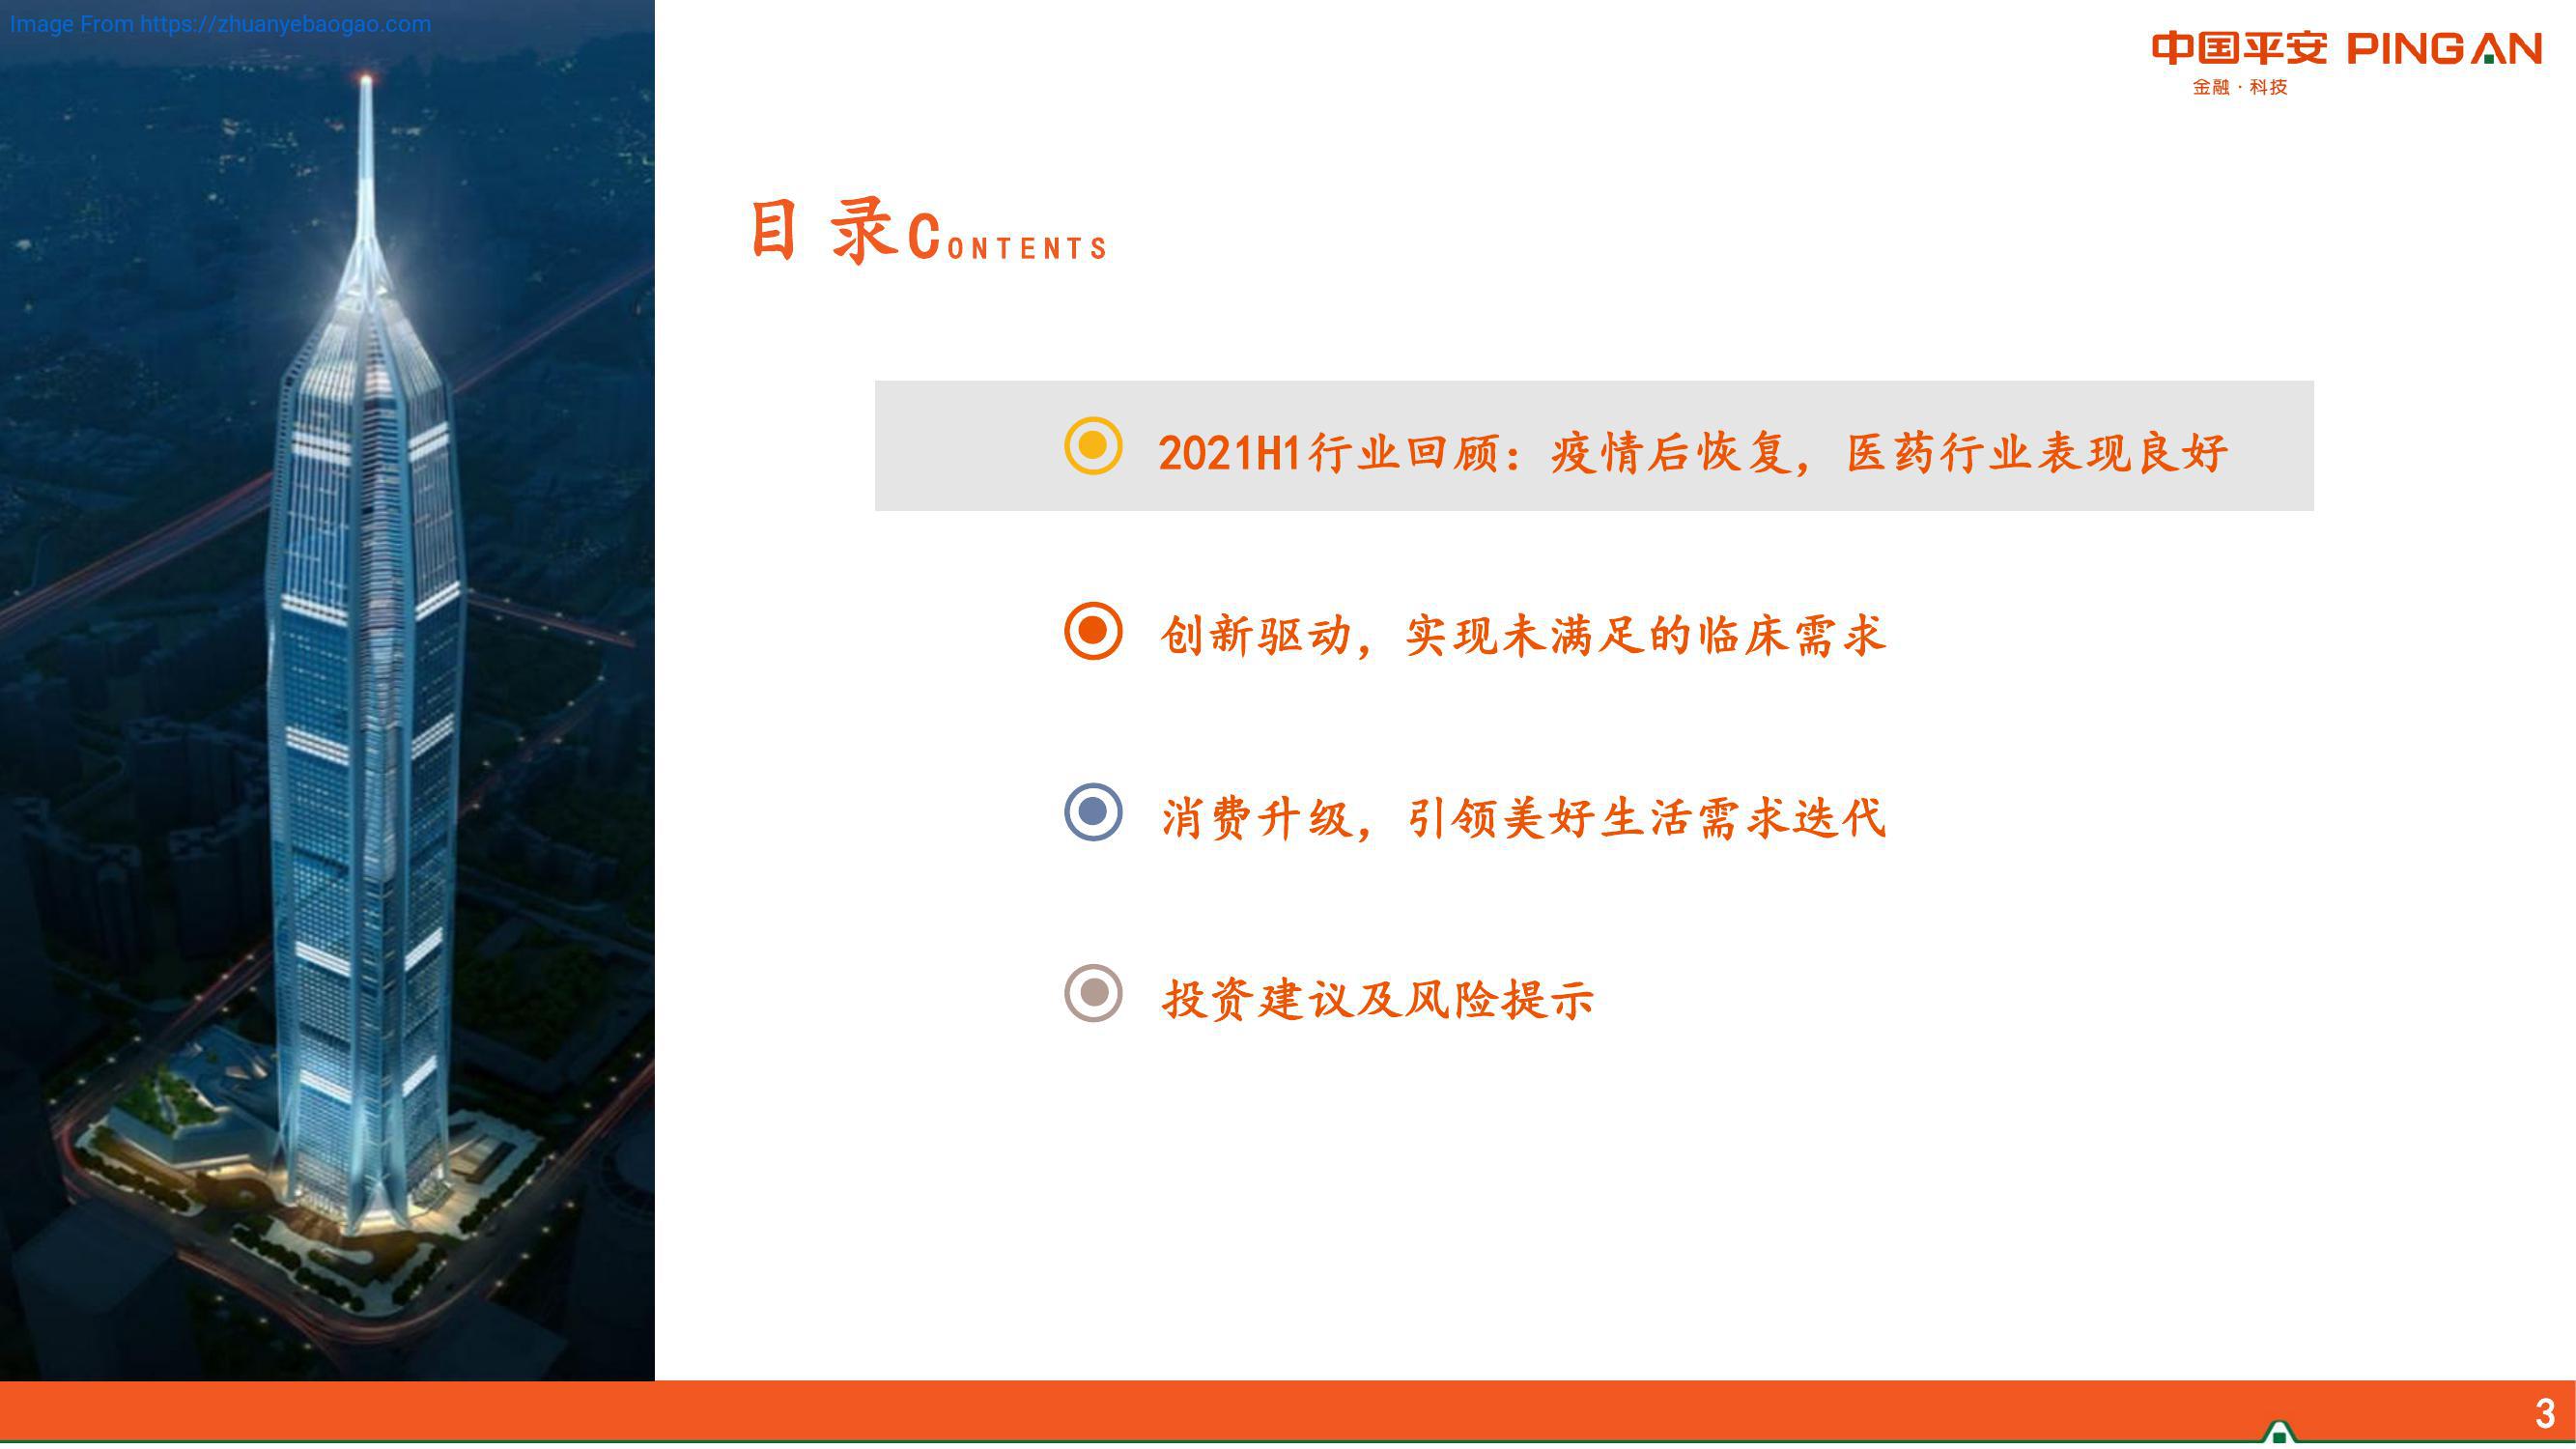 Image From https://zhuanyebaogao.com
中国平安 PINGAN
金融·科技
目录CONTENTS
2021H1行业回顾：疫情后恢复，医药行业表现良好
创新驱动，实现未满足的临床需求
消费升级，引领美好生活需求迭代
投资建议及风险提示
3